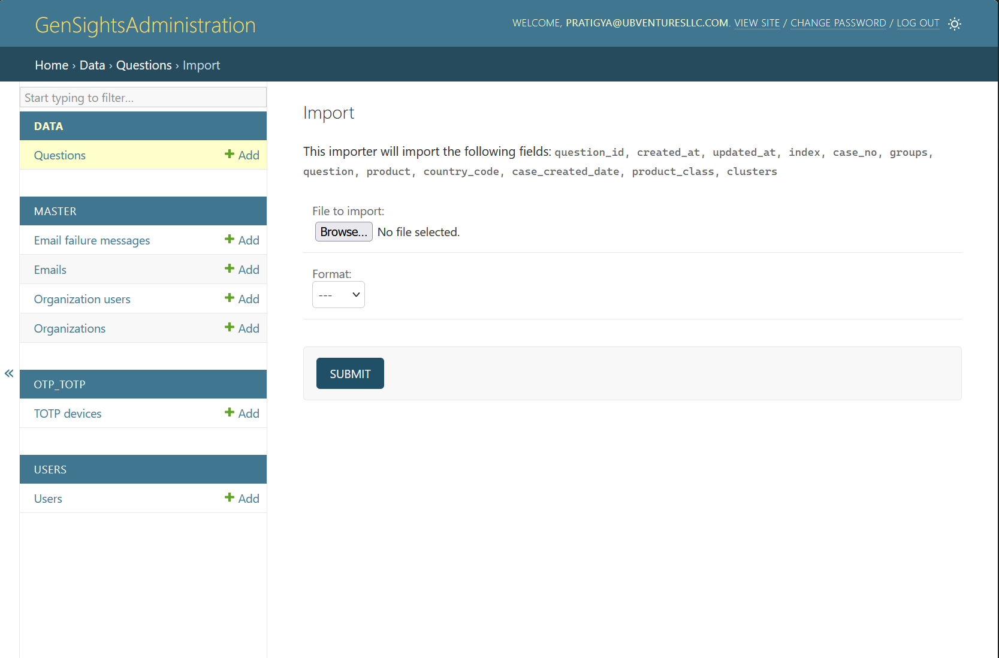 GenSightsAdministration
WELCOME, PRATIGYA@UBVENTURESLLC.COM. VIEW SITE / CHANGE PASSWORD / LOG OUT
Home › Data › Questions › Import
Start typing to filter...
DATA
Questions + Add
MASTER
Email failure messages + Add
Emails + Add
Organization users + Add
Organizations + Add
OTP_TOTP
TOTP devices + Add
USERS
Users + Add
«
Import
This importer will import the following fields: question_id, created_at, updated_at, index, case_no, groups,
question, product, country_code, case_created_date, product_class, clusters
File to import:
Browse... No file selected.
Format:
---
SUBMIT